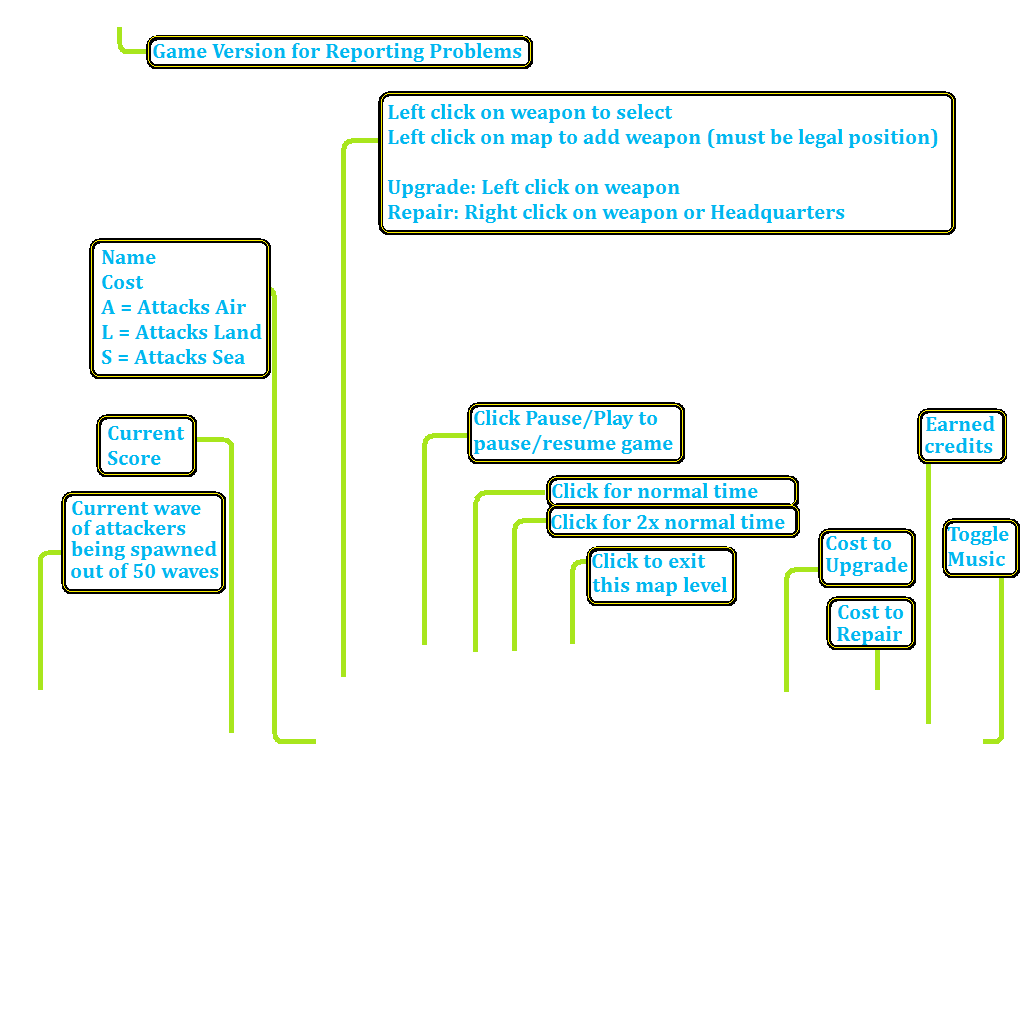 Game Version for Reporting Problems
Left click on weapon to select
Left click on map to add weapon (must be legal position)
Upgrade: Left click on weapon
Repair: Right click on weapon or Headquarters
Name
Cost
A = Attacks Air
L = Attacks Land
S = Attacks Sea
Current
Score
Current wave
of attackers
being spawned
out of 50 waves
Click Pause/Play to
pause/resume game
Click for normal time
Click for 2x normal time
Click to exit
this map level
Cost to
Upgrade
Cost to
Repair
Earned
credits
Toggle
Music